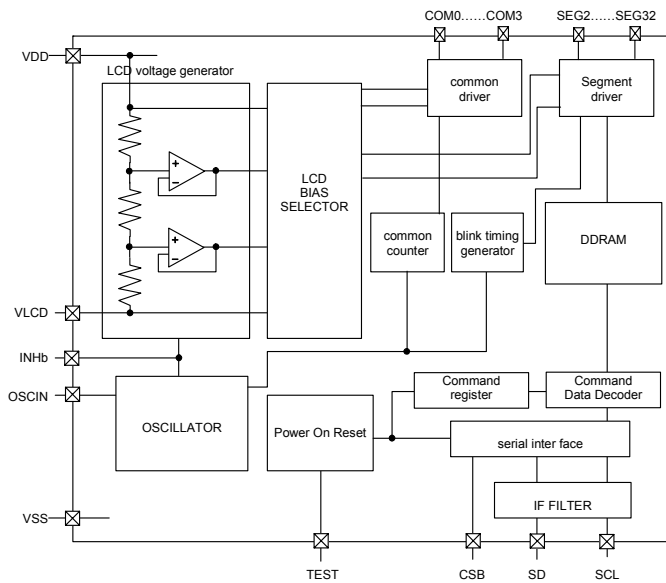 COM0……COM3
SEG2……SEG32
VDD
LCD voltage generator
common
driver
Segment
driver
LCD
BIAS
SELECTOR
common
counter
blink timing
generator
DDRAM
VLCD
INHb
OSCIN
OSCILLATOR
Command
register
Command
Data Decoder
Power On Reset
serial inter face
IF FILTER
VSS
TEST
CSB
SD
SCL